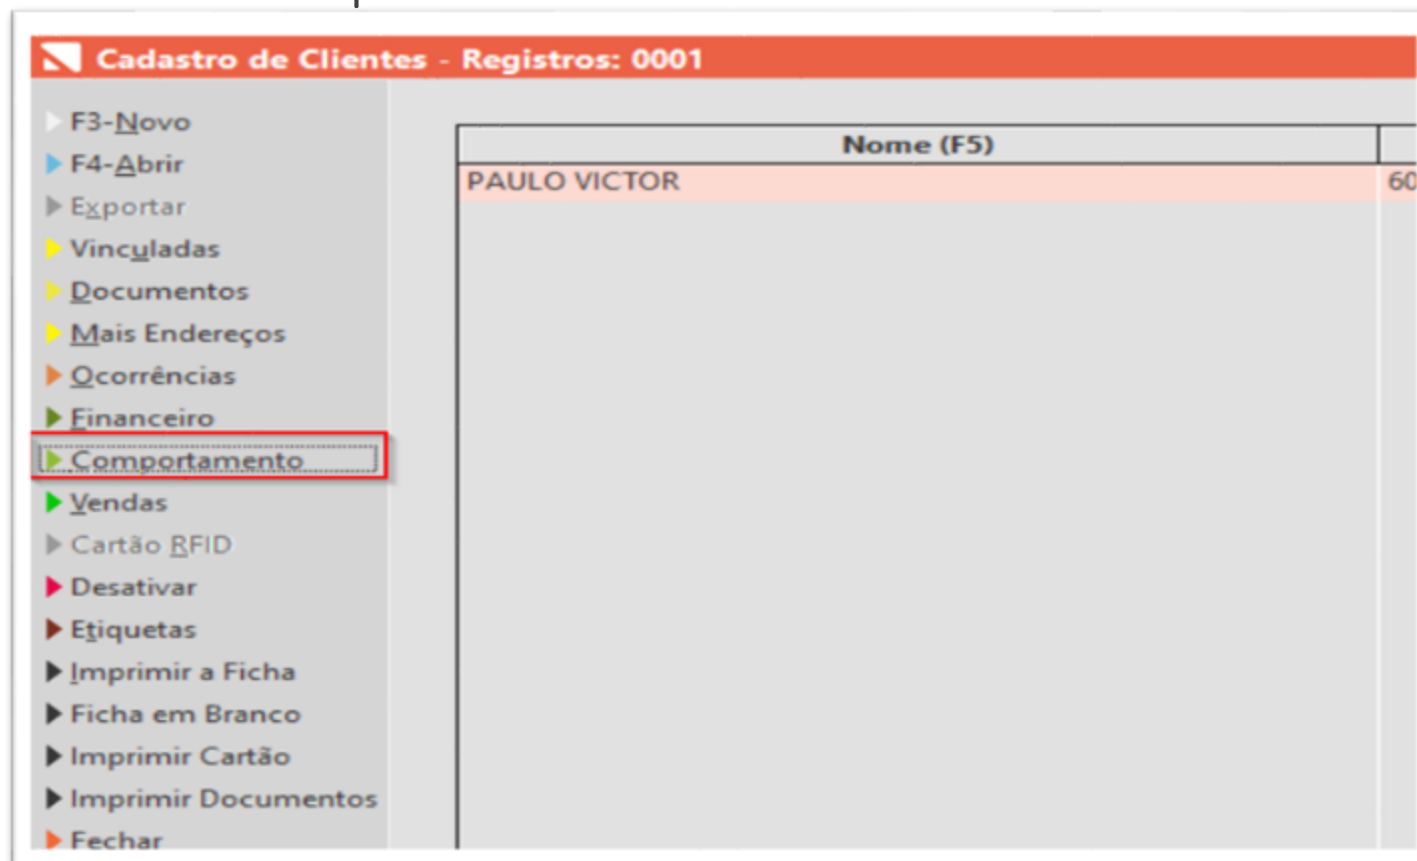 Cadastro de Clientes - Registros: 0001
F3-Novo
F4-Abrir
Exportar
Vinculadas
Documentos
Mais Endereços
Ocorrências
Financeiro
Comportamento
Vendas
Cartão RFID
Desativar
Etiquetas
Imprimir a Ficha
Ficha em Branco
Imprimir Cartão
Imprimir Documentos
Fechar
Nome (F5)
PAULO VICTOR 60